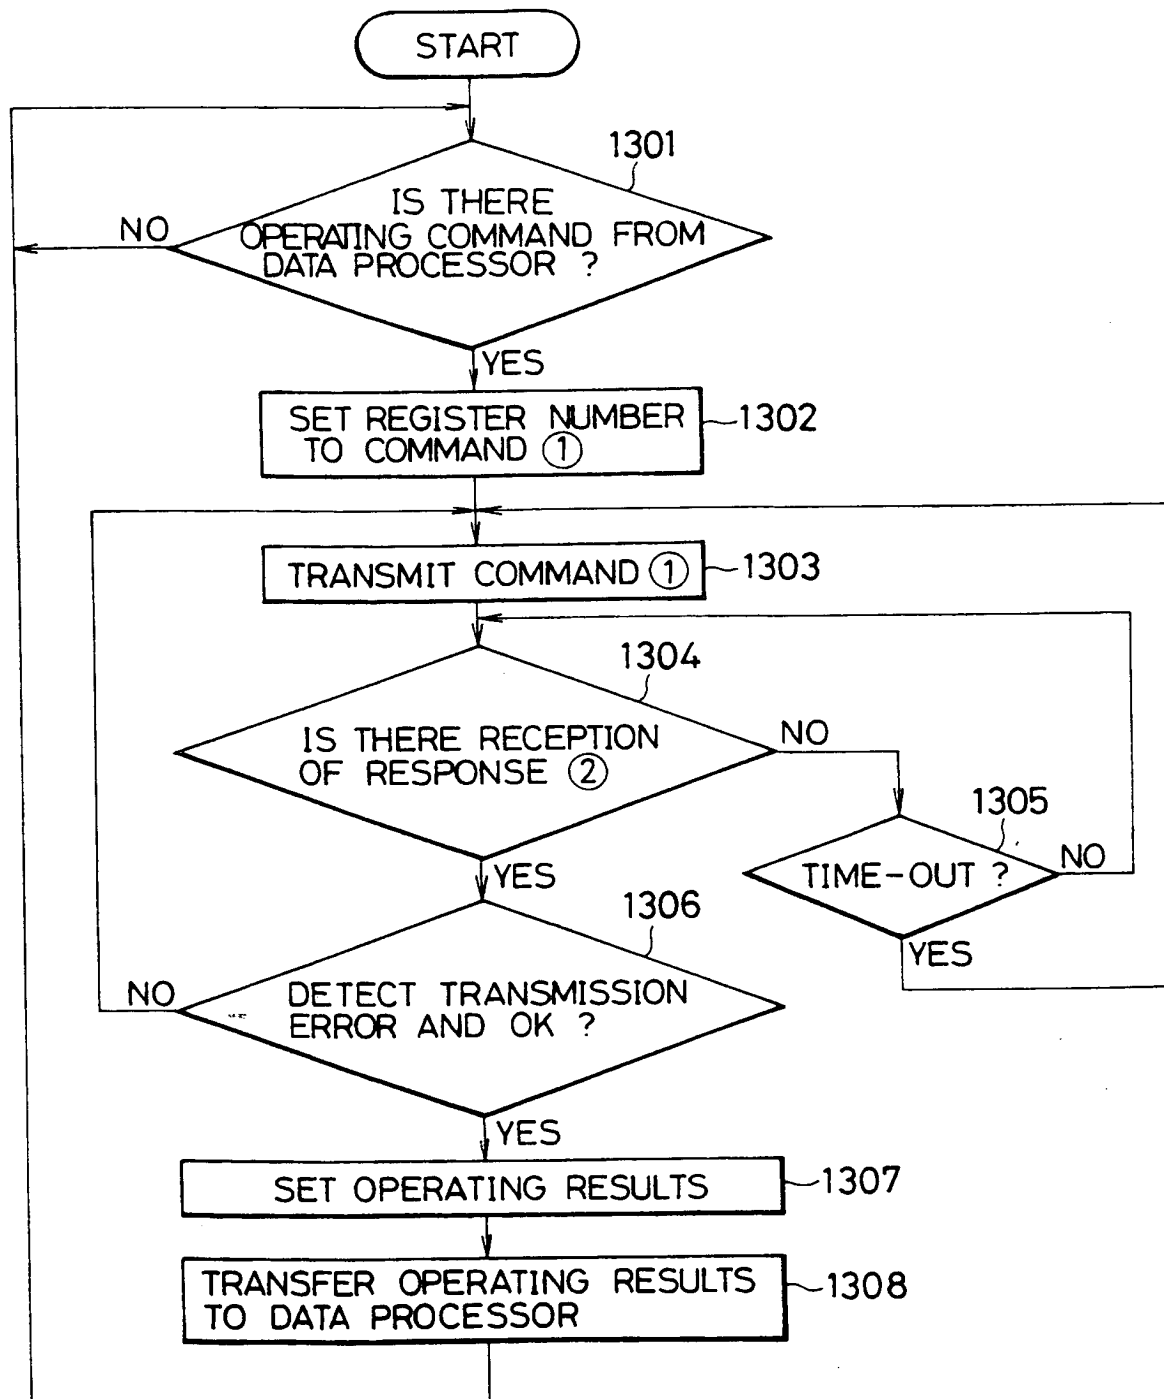 START
1301
IS THERE
OPERATING COMMAND FROM
DATA PROCESSOR ?
NO
YES
SET REGISTER NUMBER
TO COMMAND ①
1302
TRANSMIT COMMAND ①
1303
1304
IS THERE RECEPTION
OF RESPONSE ②
NO
1305
TIME-OUT ?
NO
YES
YES
1306
DETECT TRANSMISSION
ERROR AND OK ?
NO
YES
SET OPERATING RESULTS
1307
TRANSFER OPERATING RESULTS
TO DATA PROCESSOR
1308